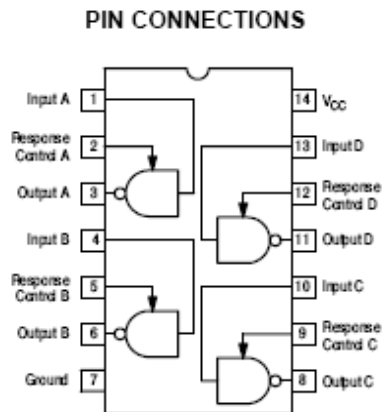 PIN CONNECTIONS
Input A 1
Response
Control A 2
Output A 3
Input B 4
Response
Control B 5
Output B 6
Ground 7
14 VCC
13 Input D
12 Response
Control D
11 Output D
10 Input C
9 Response
Control C
8 Output C